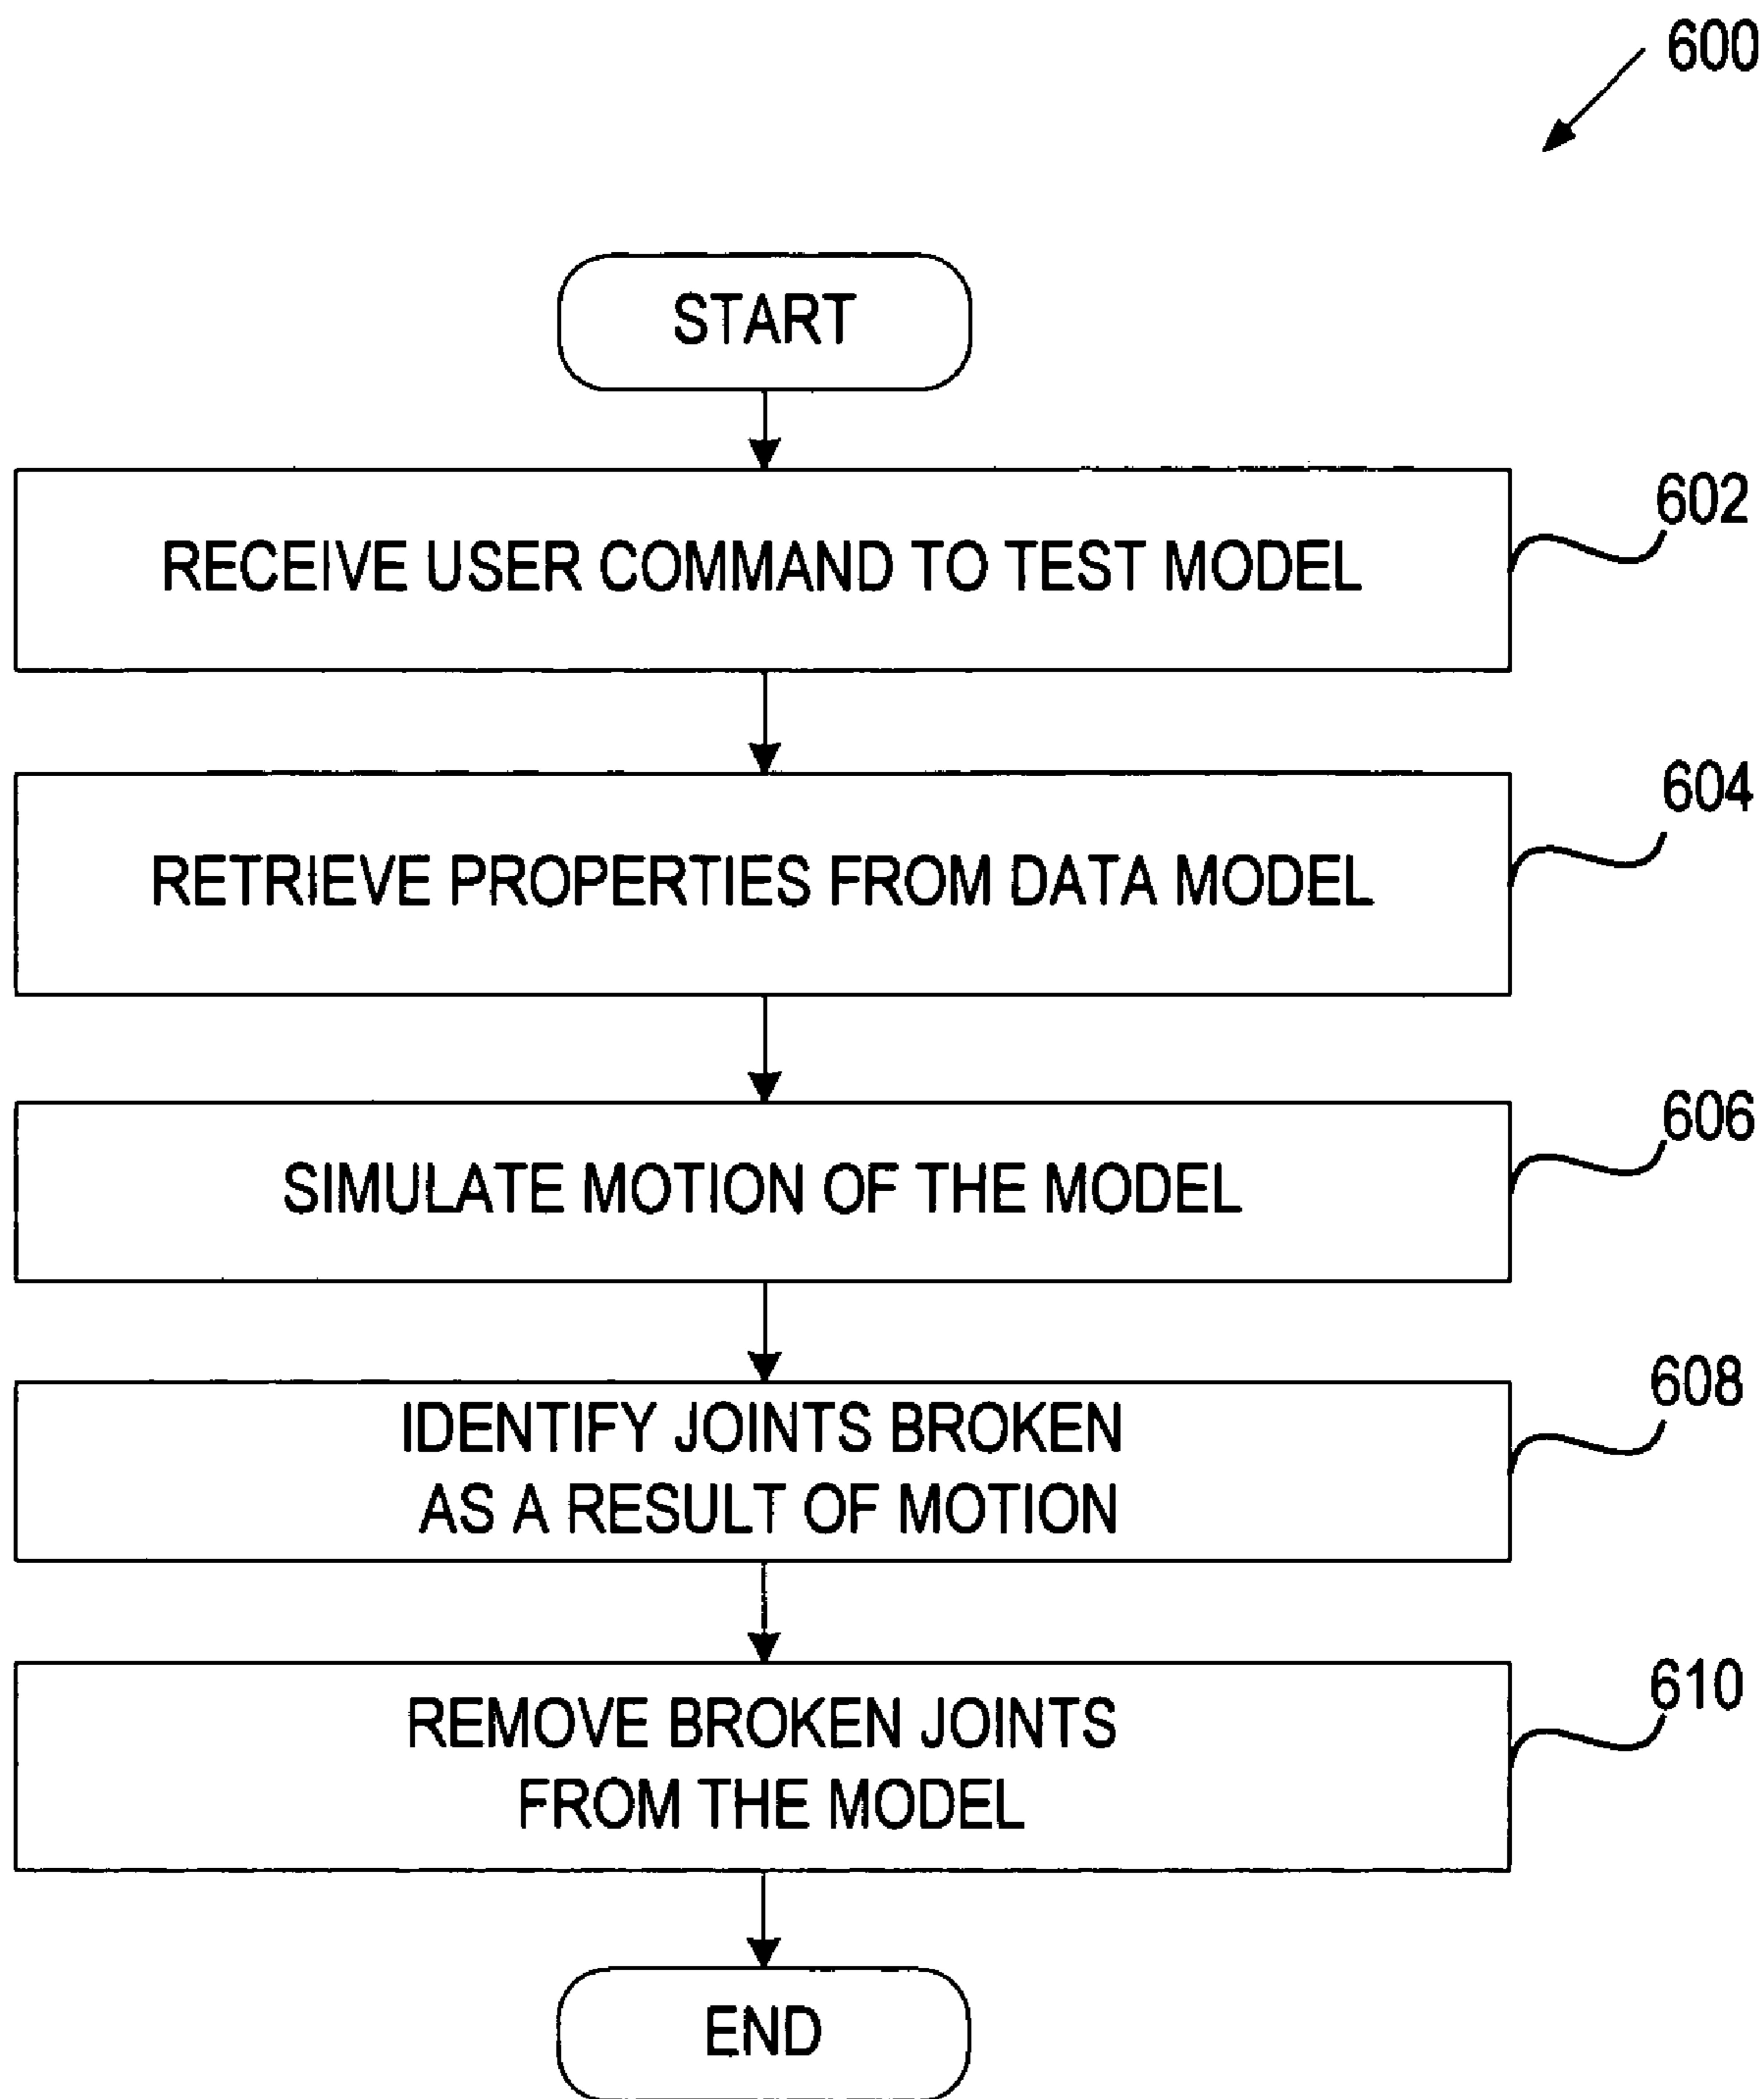 600
START
RECEIVE USER COMMAND TO TEST MODEL
602
RETRIEVE PROPERTIES FROM DATA MODEL
604
SIMULATE MOTION OF THE MODEL
606
IDENTIFY JOINTS BROKEN
AS A RESULT OF MOTION
608
REMOVE BROKEN JOINTS
FROM THE MODEL
610
END